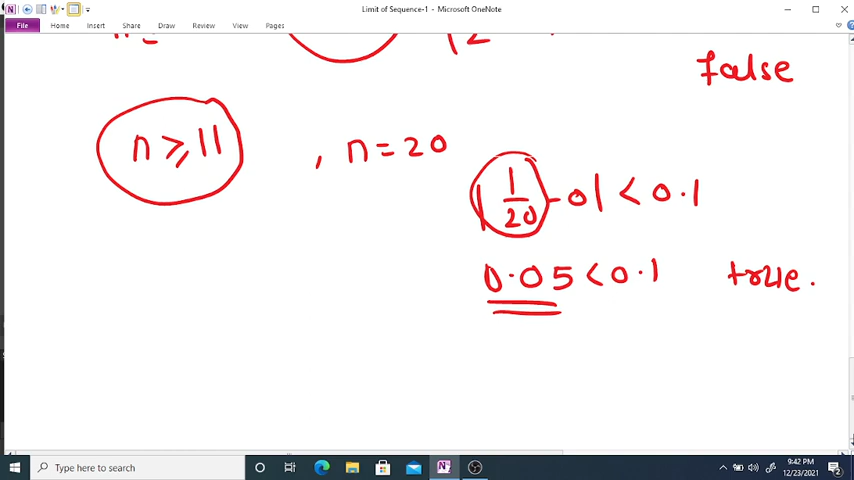 Limit of Sequence-1 - Microsoft OneNote
File Home Insert Share Draw Review View Pages
false
n ≥ 11 , n = 20
| 1/20 - 0 | < 0.1
0.05 < 0.1 true.
Type here to search
9:42 PM
12/23/2021
2